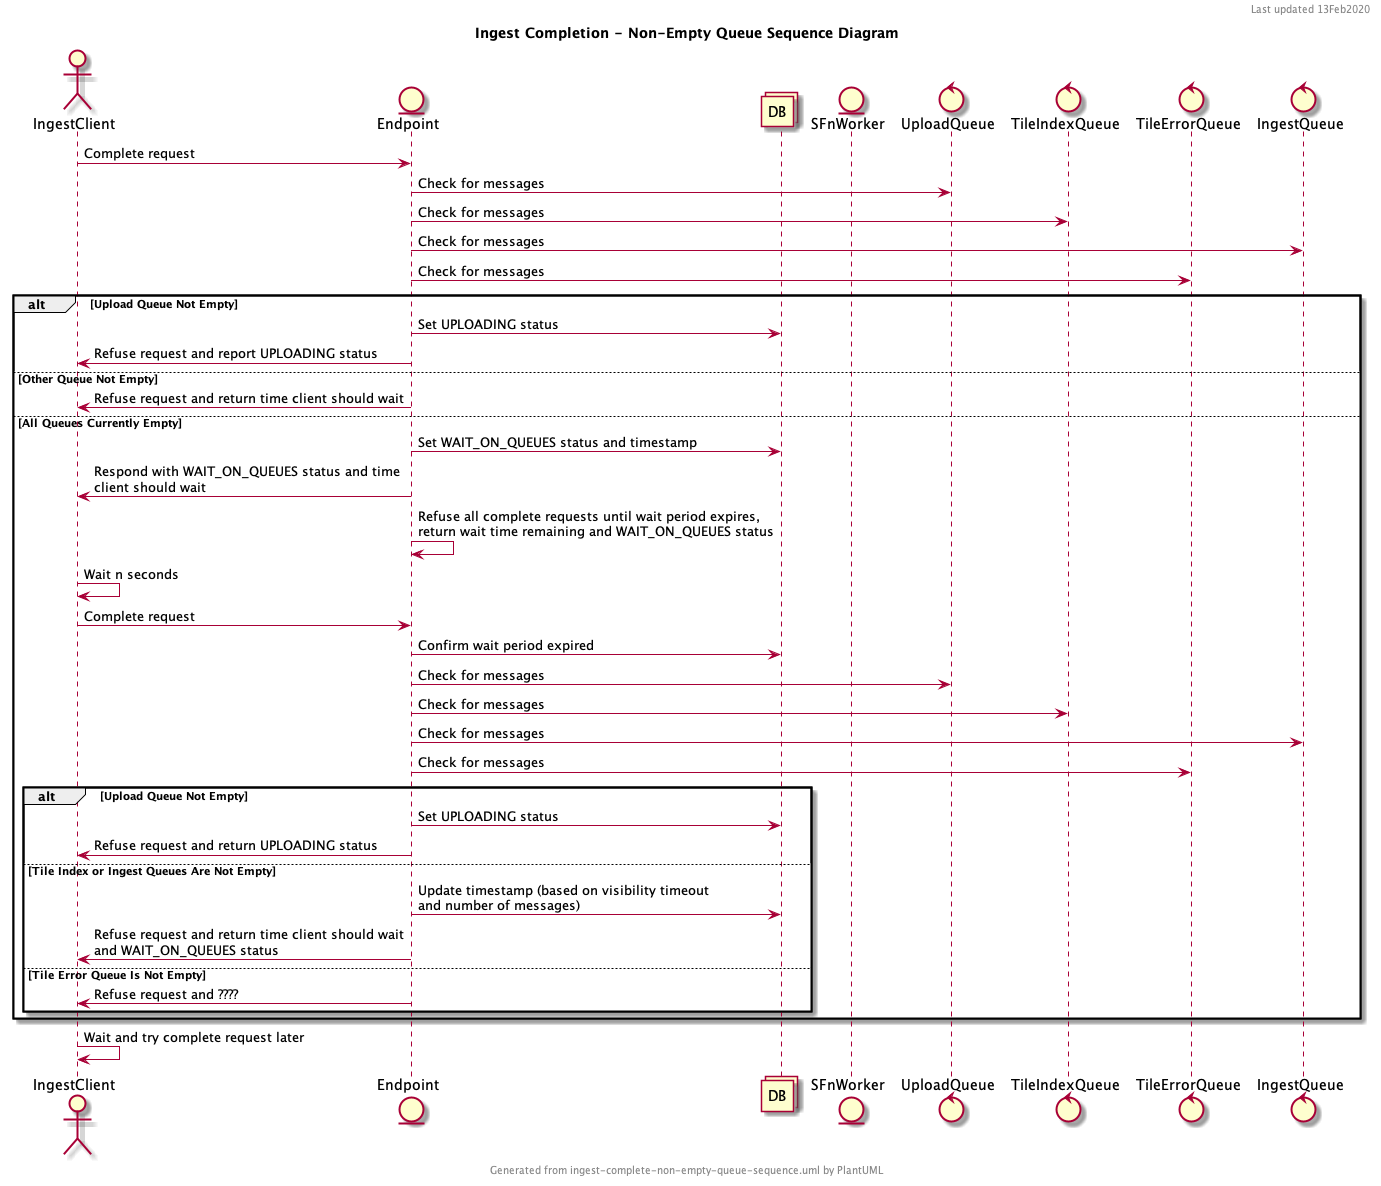 Last updated 13Feb2020
Ingest Completion - Non-Empty Queue Sequence Diagram
IngestClient
Endpoint
DB
SFnWorker
UploadQueue
TileIndexQueue
TileErrorQueue
IngestQueue
Complete request
Check for messages
Check for messages
Check for messages
Check for messages
alt
[Upload Queue Not Empty]
Set UPLOADING status
Refuse request and report UPLOADING status
[Other Queue Not Empty]
Refuse request and return time client should wait
[All Queues Currently Empty]
Set WAIT_ON_QUEUES status and timestamp
Respond with WAIT_ON_QUEUES status and time
client should wait
Refuse all complete requests until wait period expires,
return wait time remaining and WAIT_ON_QUEUES status
Wait n seconds
Complete request
Confirm wait period expired
Check for messages
Check for messages
Check for messages
Check for messages
alt
[Upload Queue Not Empty]
Set UPLOADING status
Refuse request and return UPLOADING status
[Tile Index or Ingest Queues Are Not Empty]
Update timestamp (based on visibility timeout
and number of messages)
Refuse request and return time client should wait
and WAIT_ON_QUEUES status
[Tile Error Queue Is Not Empty]
Refuse request and ????
Wait and try complete request later
IngestClient
Endpoint
DB
SFnWorker
UploadQueue
TileIndexQueue
TileErrorQueue
IngestQueue
Generated from ingest-complete-non-empty-queue-sequence.uml by PlantUML